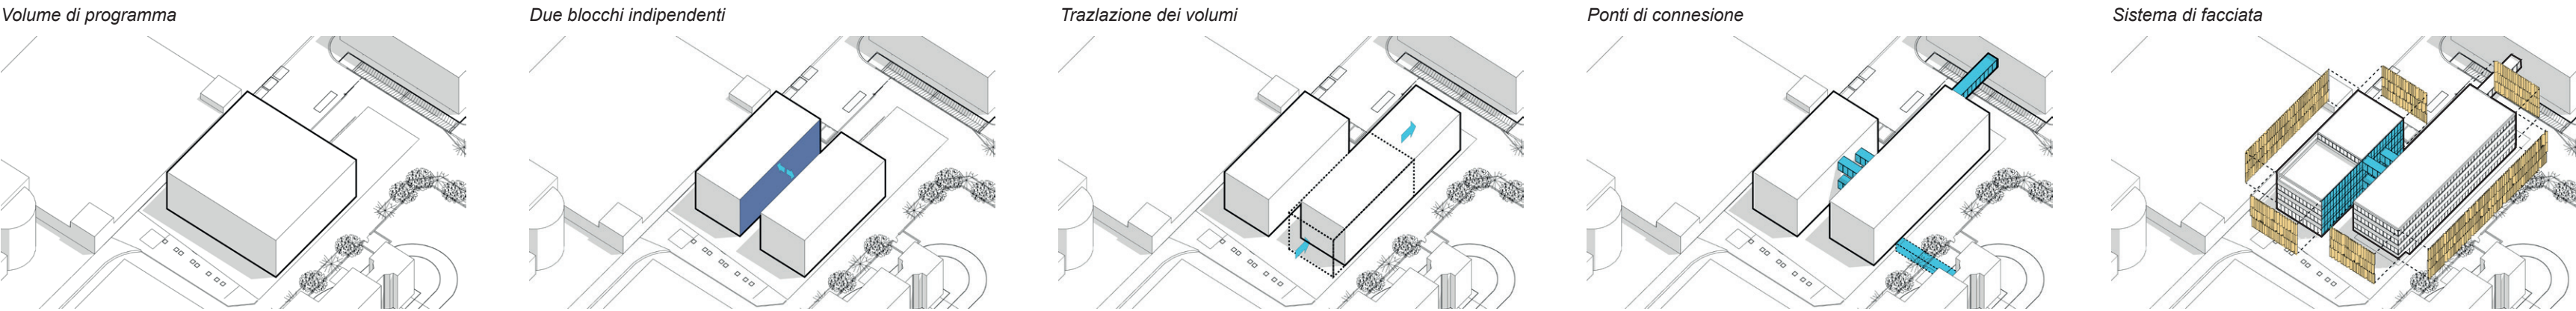 Volume di programma
Due blocchi indipendenti
Trazlazione dei volumi
Ponti di connesione
Sistema di facciata